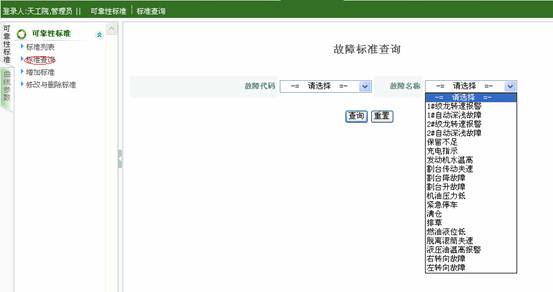 登录人:天工院,管理员 || 可靠性标准 | 标准查询
可靠性标准
曲线参数
可靠性标准
标准列表
标准查询
增加标准
修改与删除标准
故障标准查询
故障代码 -= 请选择 =- 故障名称 -= 请选择 =-
查询 重置
-= 请选择 =-
1#绞龙转速报警
1#自动深浅故障
2#绞龙转速报警
2#自动深浅故障
保留不足
充电指示
发动机水温高
割台传动失速
割台降故障
割台升故障
机油压力低
紧急停车
清仓
排草
燃油液位低
脱离滚筒失速
液压油温高报警
右转向故障
左转向故障